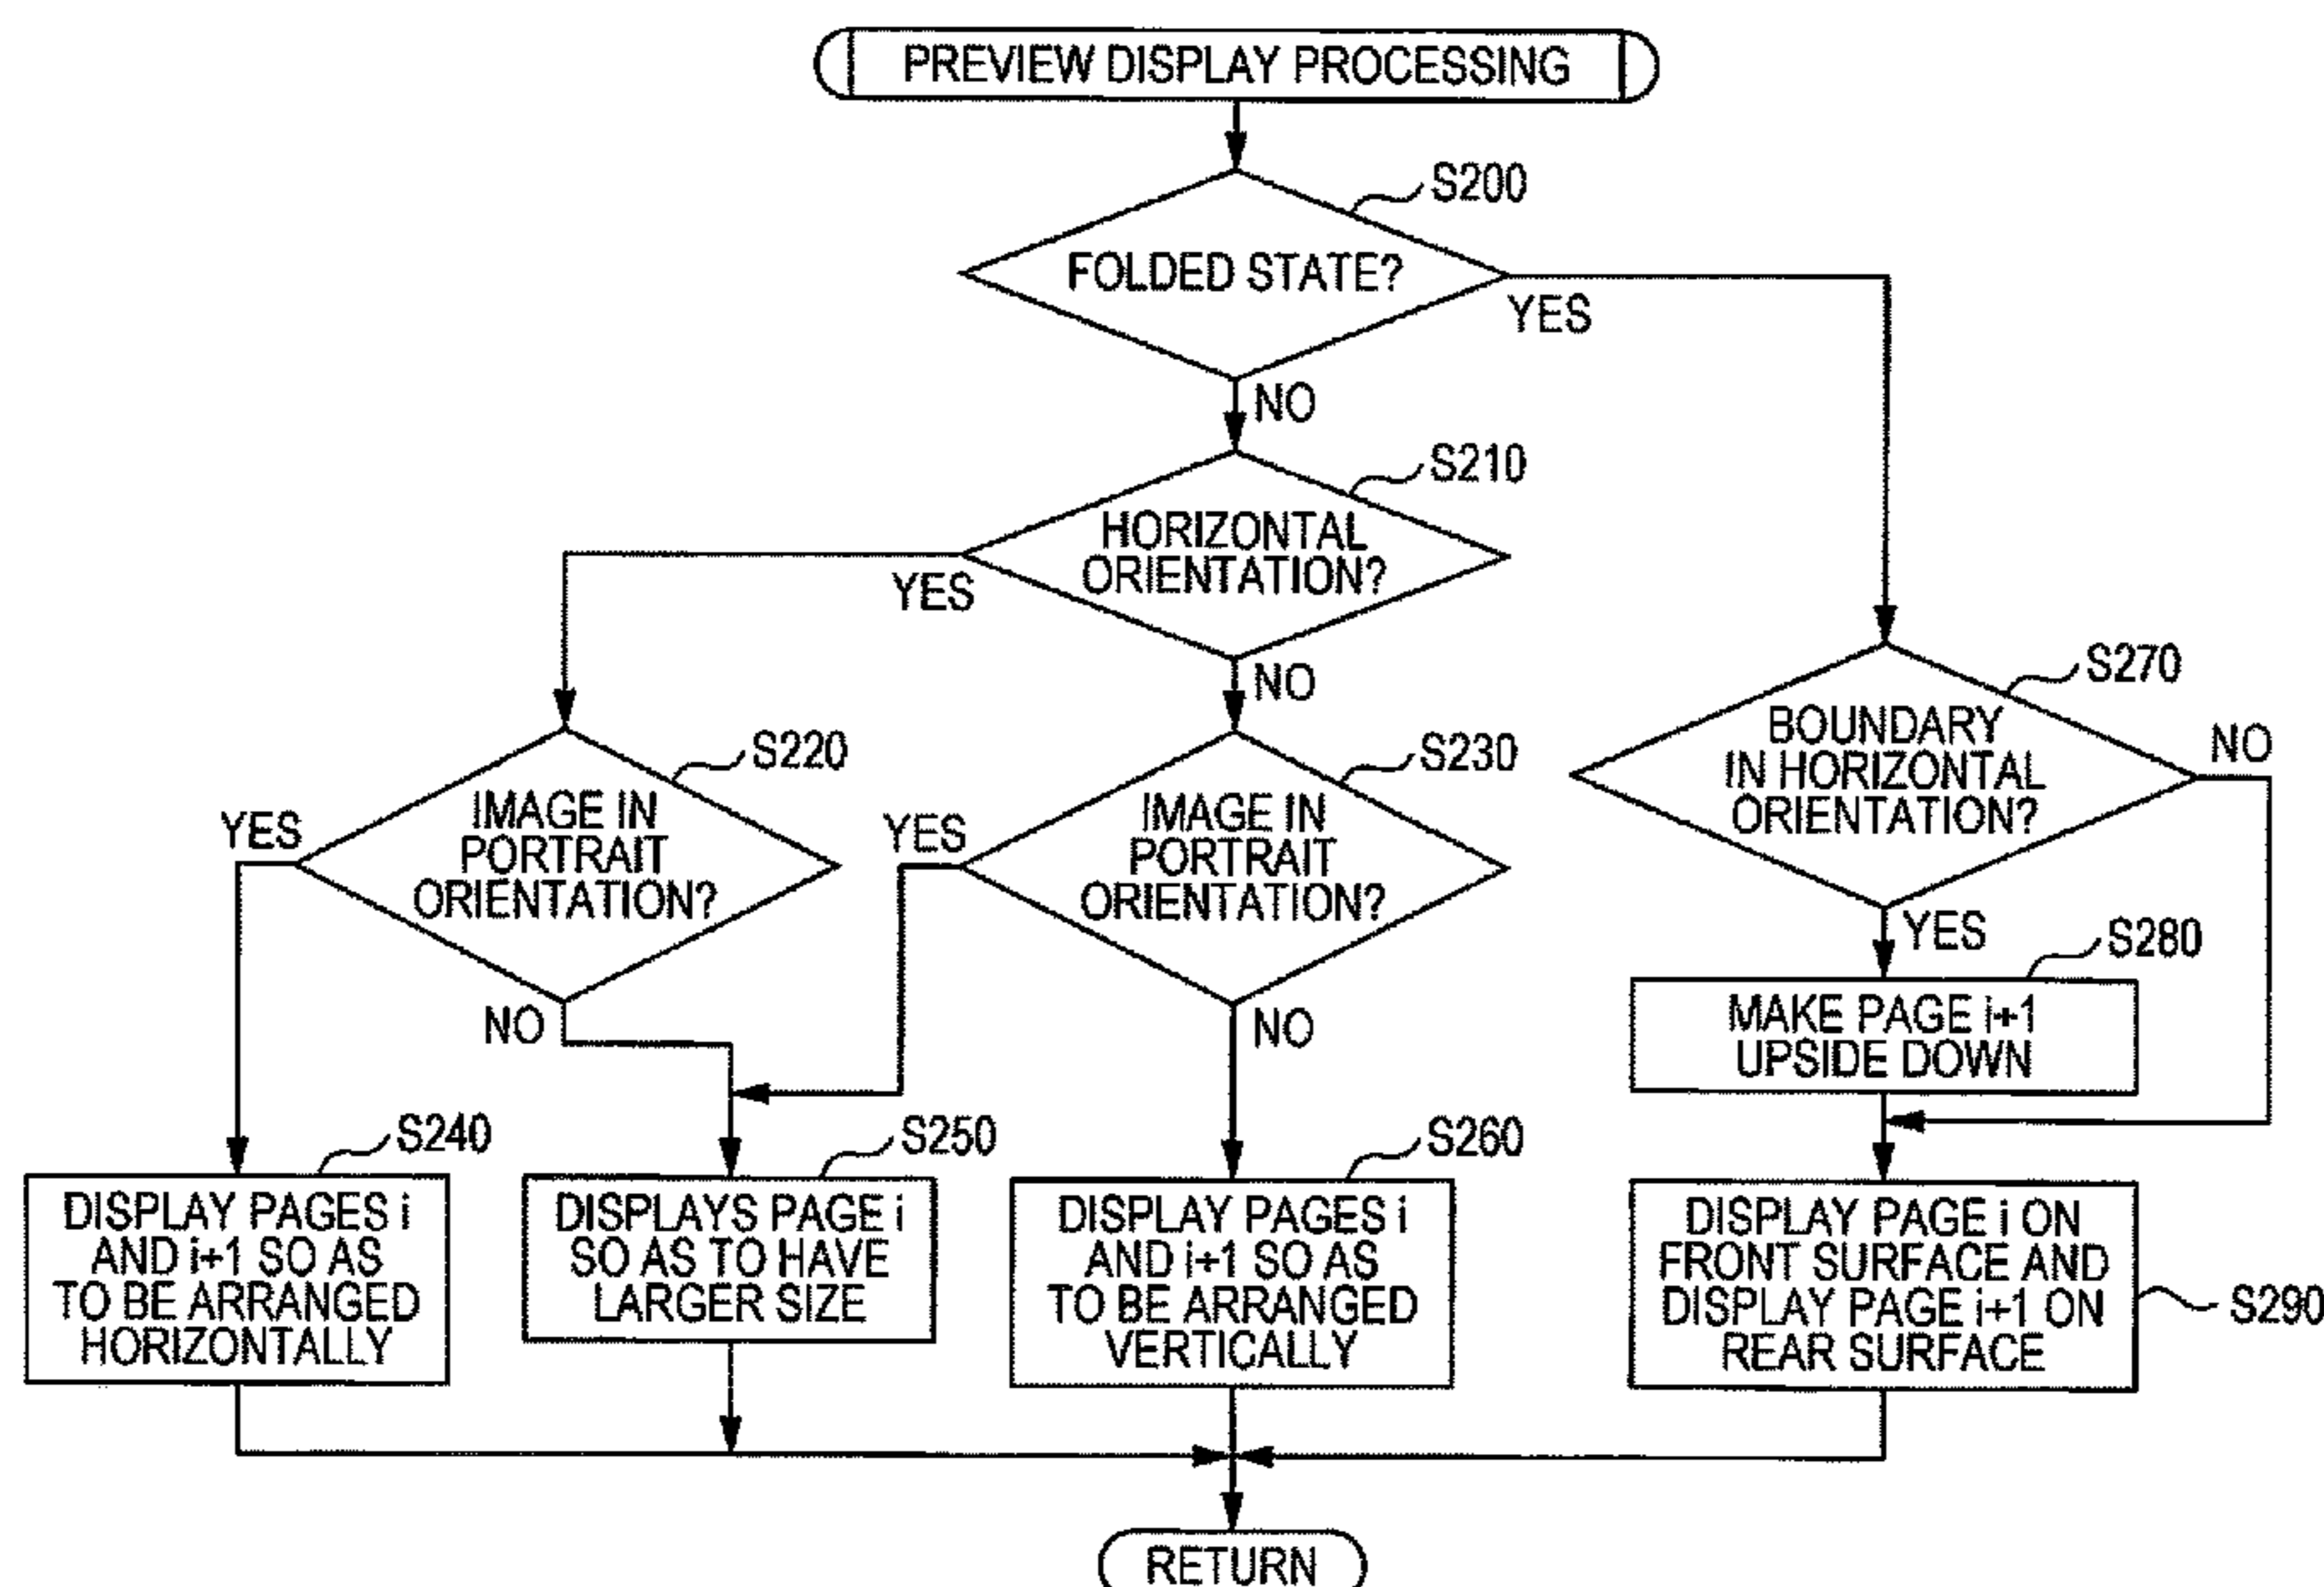 PREVIEW DISPLAY PROCESSING
S200
FOLDED STATE?
YES
NO
S210
HORIZONTAL
ORIENTATION?
YES
NO
S220
IMAGE IN
PORTRAIT
ORIENTATION?
YES
NO
S230
IMAGE IN
PORTRAIT
ORIENTATION?
YES
NO
S270
BOUNDARY
IN HORIZONTAL
ORIENTATION?
NO
YES
S280
MAKE PAGE i+1
UPSIDE DOWN
S240
DISPLAY PAGES i
AND i+1 SO AS
TO BE ARRANGED
HORIZONTALLY
S250
DISPLAYS PAGE i
SO AS TO HAVE
LARGER SIZE
S260
DISPLAY PAGES i
AND i+1 SO AS
TO BE ARRANGED
VERTICALLY
DISPLAY PAGE i ON
FRONT SURFACE AND
DISPLAY PAGE i+1 ON
REAR SURFACE
S290
RETURN